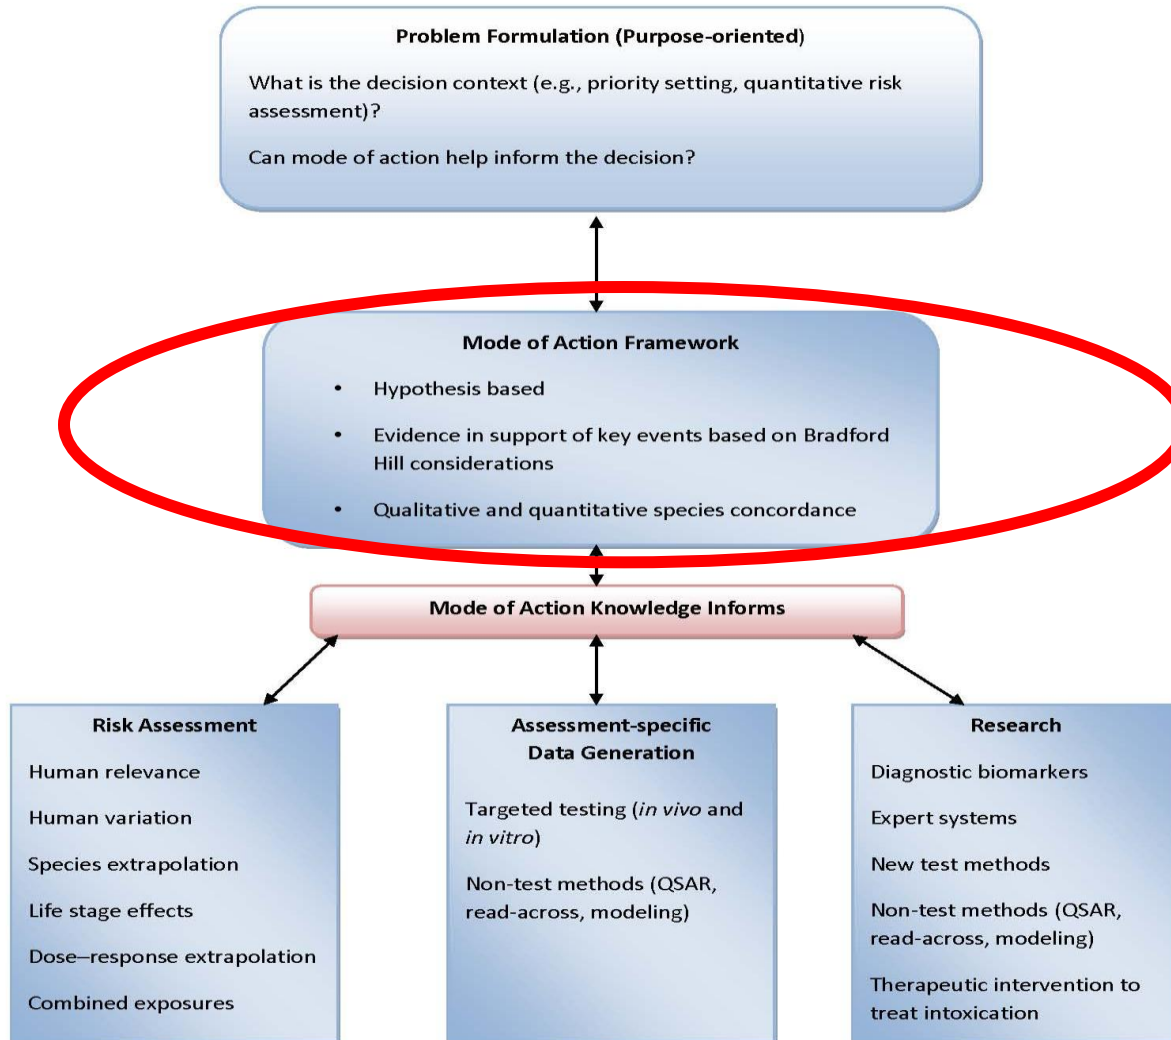 Problem Formulation (Purpose-oriented)
What is the decision context (e.g., priority setting, quantitative risk
assessment)?
Can mode of action help inform the decision?
Mode of Action Framework
• Hypothesis based
• Evidence in support of key events based on Bradford
Hill considerations
• Qualitative and quantitative species concordance
Mode of Action Knowledge Informs
Risk Assessment
Human relevance
Human variation
Species extrapolation
Life stage effects
Dose–response extrapolation
Combined exposures
Assessment-specific
Data Generation
Targeted testing (in vivo and
in vitro)
Non-test methods (QSAR,
read-across, modeling)
Research
Diagnostic biomarkers
Expert systems
New test methods
Non-test methods (QSAR,
read-across, modeling)
Therapeutic intervention to
treat intoxication